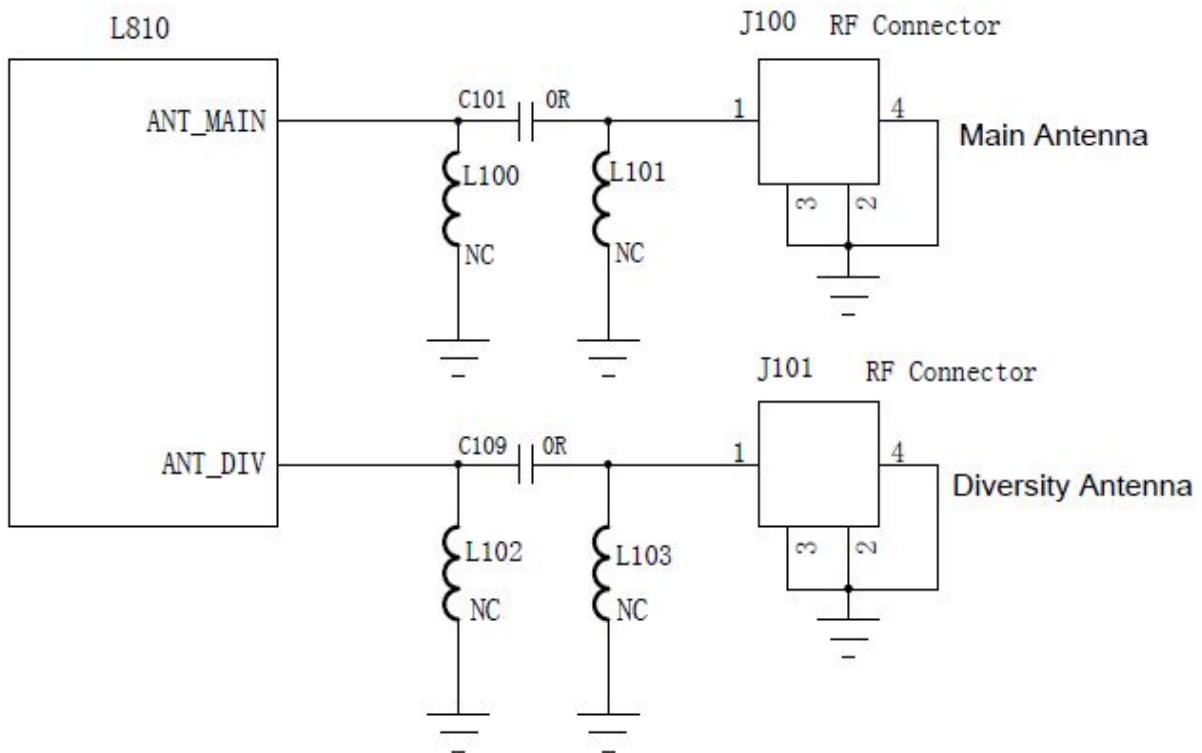 L810
J100 RF Connector
ANT_MAIN
C101 0R
1
4
Main Antenna
L100
L101
3
2
NC
NC
J101 RF Connector
ANT_DIV
C109 0R
1
4
Diversity Antenna
L102
L103
3
2
NC
NC